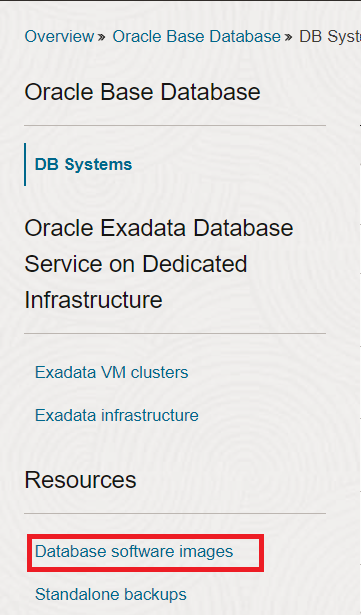 Overview » Oracle Base Database » DB Syst
Oracle Base Database
DB Systems
Oracle Exadata Database
Service on Dedicated
Infrastructure
Exadata VM clusters
Exadata infrastructure
Resources
Database software images
Standalone backups